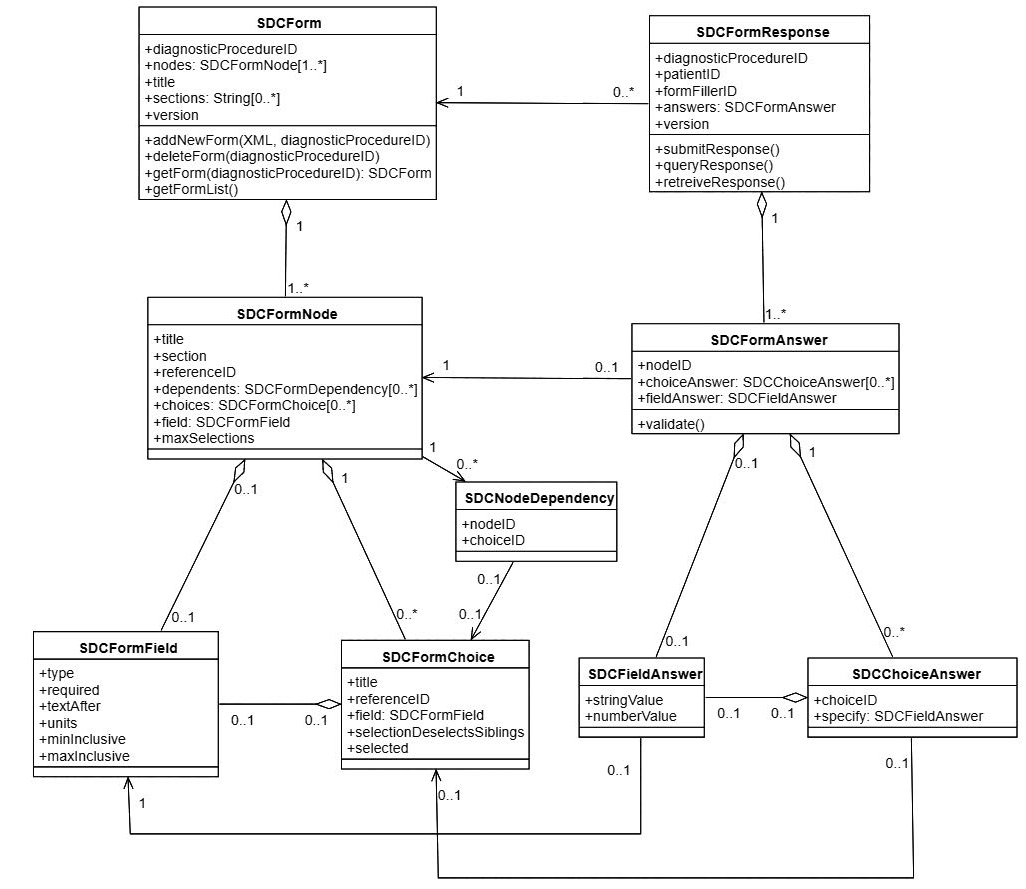 SDCForm
+diagnosticProcedureID
+nodes: SDCFormNode[1..*]
+title
+sections: String[0..*]
+version
+addNewForm(XML, diagnosticProcedureID)
+deleteForm(diagnosticProcedureID)
+getForm(diagnosticProcedureID): SDCForm
+getFormList()
SDCFormResponse
+diagnosticProcedureID
+patientID
+formFillerID
+answers: SDCFormAnswer
+version
+submitResponse()
+queryResponse()
+retreiveResponse()
1
0..*
1
1..*
1
1..*
SDCFormNode
+title
+section
+referenceID
+dependents: SDCFormDependency[0..*]
+choices: SDCFormChoice[0..*]
+field: SDCFormField
+maxSelections
SDCFormAnswer
+nodeID
+choiceAnswer: SDCChoiceAnswer[0..*]
+fieldAnswer: SDCFieldAnswer
+validate()
1
0..1
1
0..*
0..1
1
0..1
1
SDCNodeDependency
+nodeID
+choiceID
0..1
0..1
0..1
0..*
0..1
0..*
SDCFormField
+type
+required
+textAfter
+units
+minInclusive
+maxInclusive
SDCFormChoice
+title
+referenceID
+field: SDCFormField
+selectionDeselectsSiblings
+selected
SDCFieldAnswer
+stringValue
+numberValue
SDCChoiceAnswer
+choiceID
+specify: SDCFieldAnswer
0..1
0..1
0..1
0..1
0..1
0..1
1
0..1